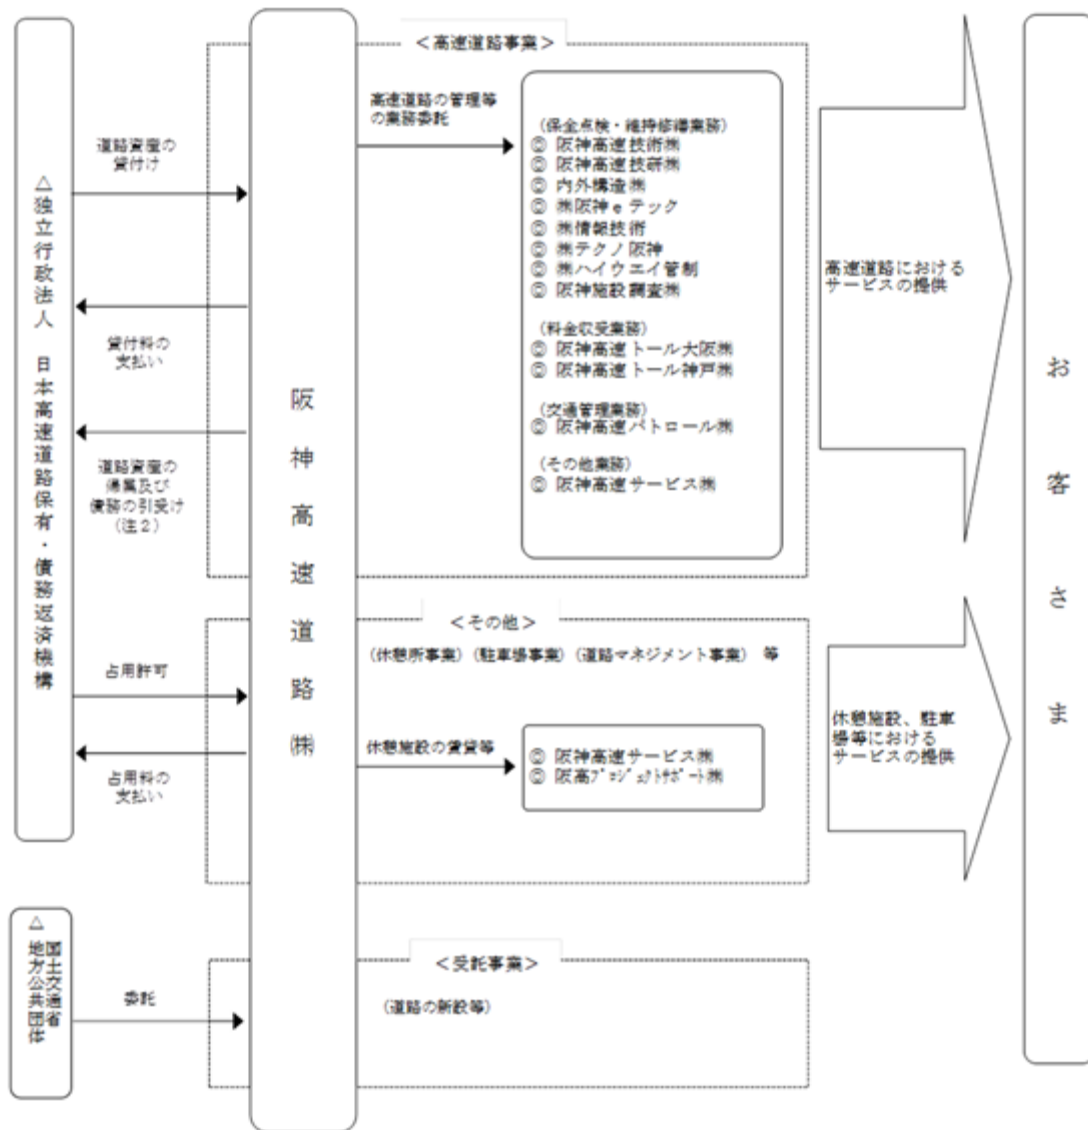 △独立行政法人 日本高速道路保有・債務返済機構
道路資産の
貸付け
貸付料の
支払い
道路資産の
帰属及び
債務の引受け
(注2)
占用許可
占用料の
支払い
△
国土交通省
地方公共団体
委託
阪神高速道路㈱
<高速道路事業>
高速道路の管理等
の業務委託
(保全点検・維持修繕業務)
◎ 阪神高速技術㈱
◎ 阪神高速技研㈱
◎ 内外構造㈱
◎ ㈱阪神eテック
◎ ㈱情報技術
◎ ㈱テクノ阪神
◎ ㈱ハイウエイ管制
◎ 阪神施設調査㈱
(料金収受業務)
◎ 阪神高速トール大阪㈱
◎ 阪神高速トール神戸㈱
(交通管理業務)
◎ 阪神高速パトロール㈱
(その他業務)
◎ 阪神高速サービス㈱
高速道路における
サービスの提供
<その他>
(休憩所事業)(駐車場事業)(道路マネジメント事業) 等
休憩施設の賃貸等
◎ 阪神高速サービス㈱
◎ 阪高プロジェクトサポート㈱
休憩施設、駐車
場等における
サービスの提供
<受託事業>
(道路の新設等)
お客さま